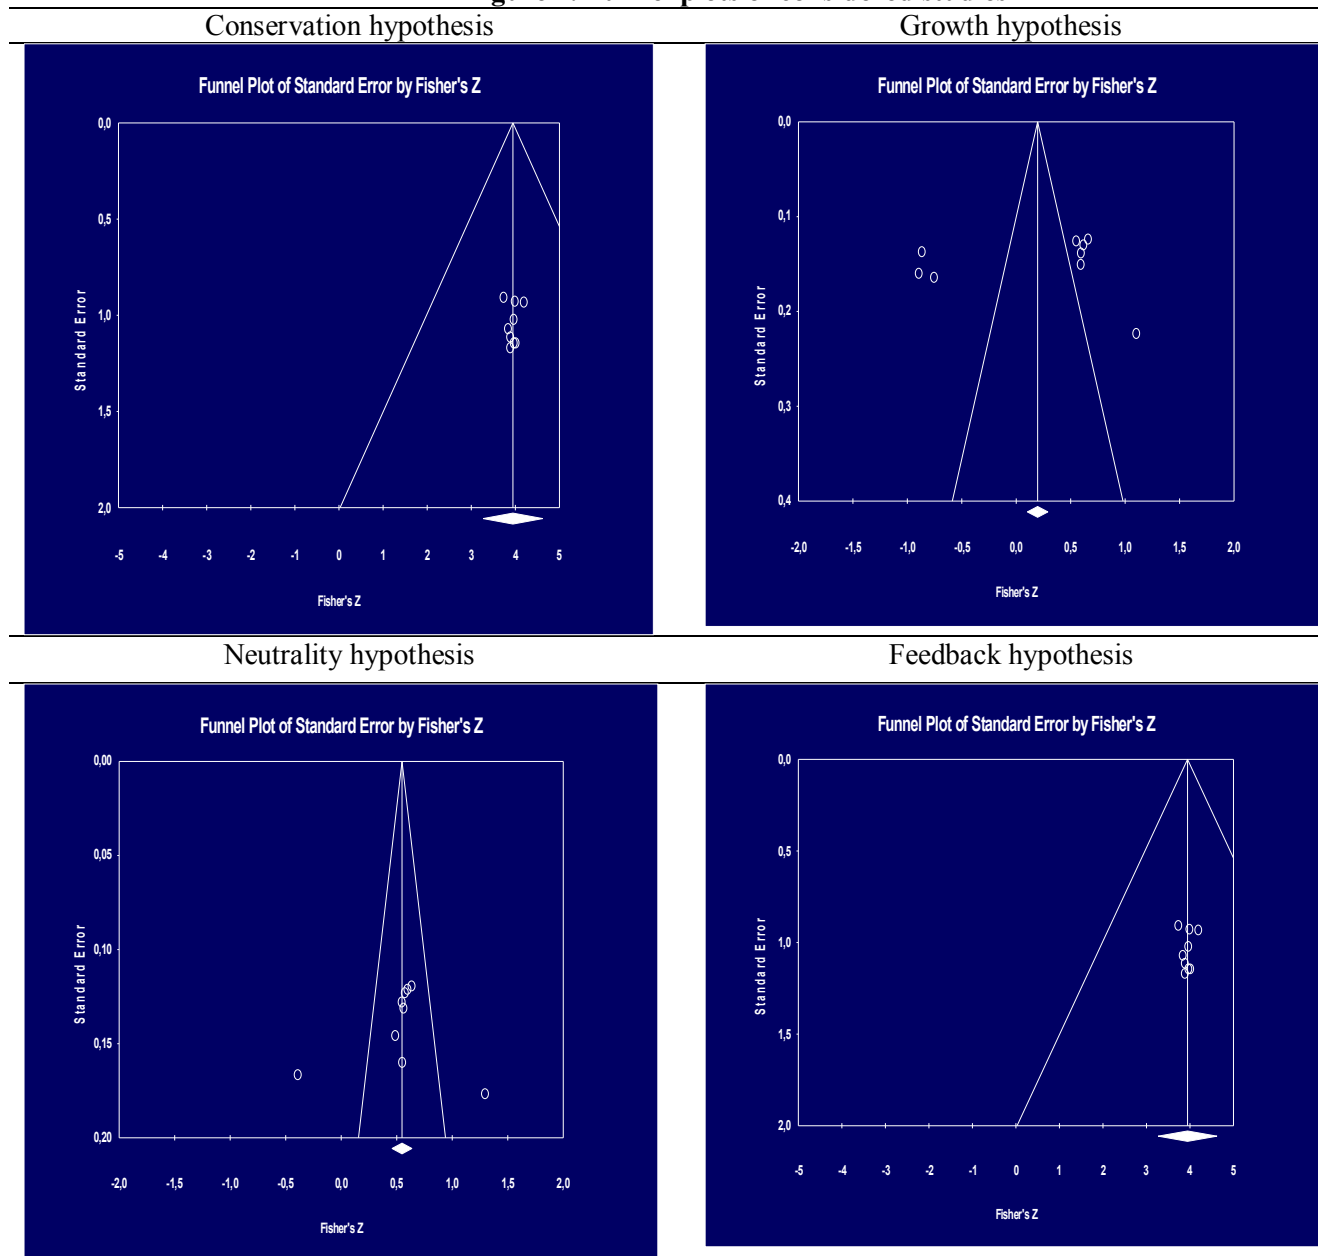 Conservation hypothesis
Growth hypothesis
Funnel Plot of Standard Error by Fisher's Z
0,0
0,5
1,0
1,5
2,0
Standard Error
-5 -4 -3 -2 -1 0 1 2 3 4 5
Fisher's Z
Funnel Plot of Standard Error by Fisher's Z
0,0
0,1
0,2
0,3
0,4
Standard Error
-2,0 -1,5 -1,0 -0,5 0,0 0,5 1,0 1,5 2,0
Fisher's Z
Neutrality hypothesis
Feedback hypothesis
Funnel Plot of Standard Error by Fisher's Z
0,00
0,05
0,10
0,15
0,20
Standard Error
-2,0 -1,5 -1,0 -0,5 0,0 0,5 1,0 1,5 2,0
Fisher's Z
Funnel Plot of Standard Error by Fisher's Z
0,0
0,5
1,0
1,5
2,0
Standard Error
-5 -4 -3 -2 -1 0 1 2 3 4 5
Fisher's Z